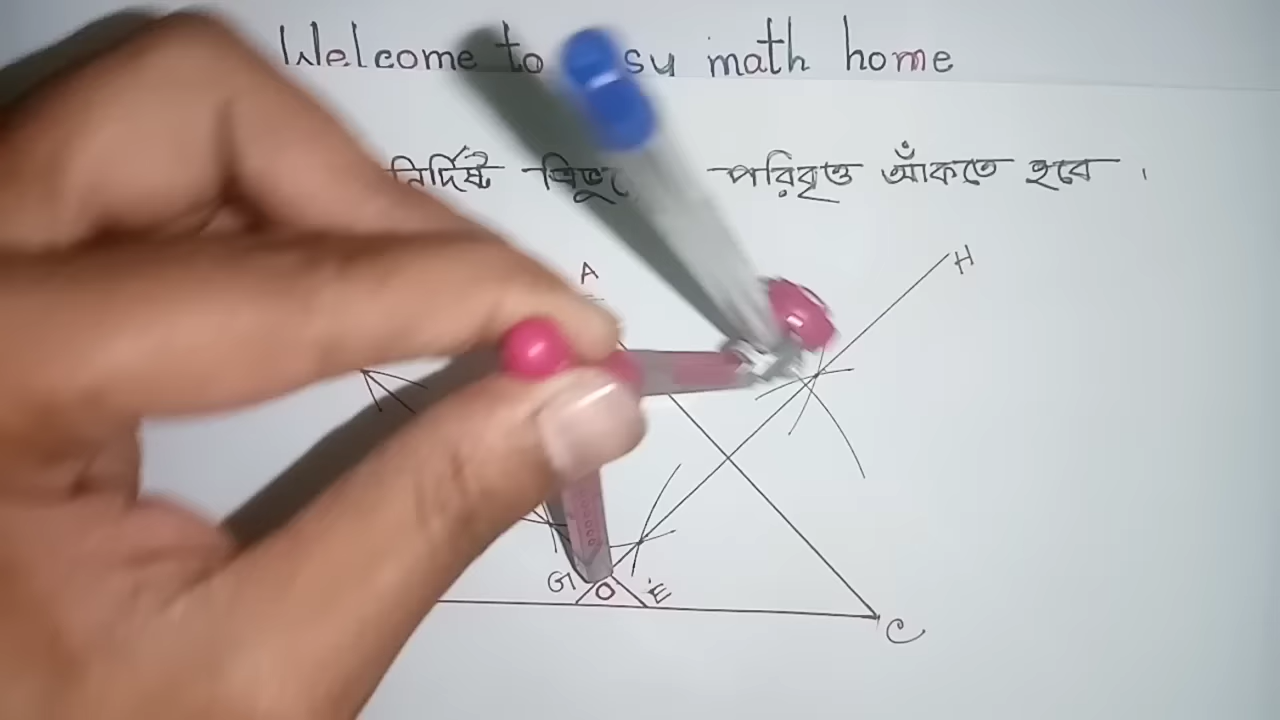 Welcome to su math home
নির্দিষ্ট পরিবৃত্ত আঁকতে হবে ।
A
H
G
O
E
C